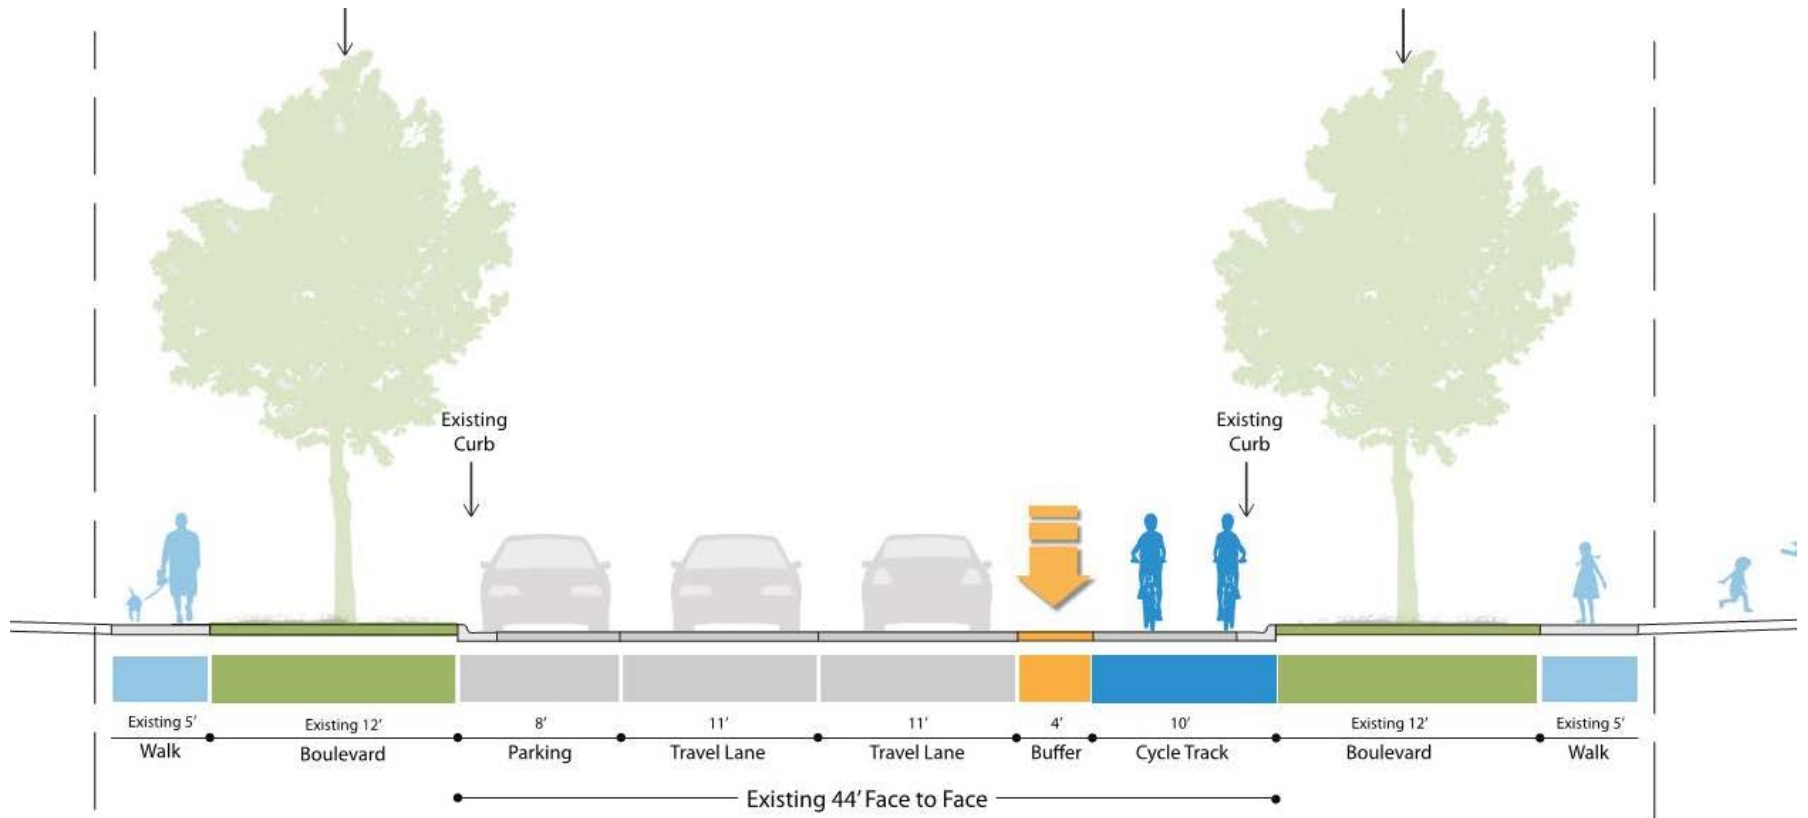 Existing
Curb
Existing
Curb
Existing 5’
Existing 12’
8’
11’
11’
4’
10’
Existing 12’
Existing 5’
Walk
Boulevard
Parking
Travel Lane
Travel Lane
Buffer
Cycle Track
Boulevard
Walk
Existing 44’ Face to Face